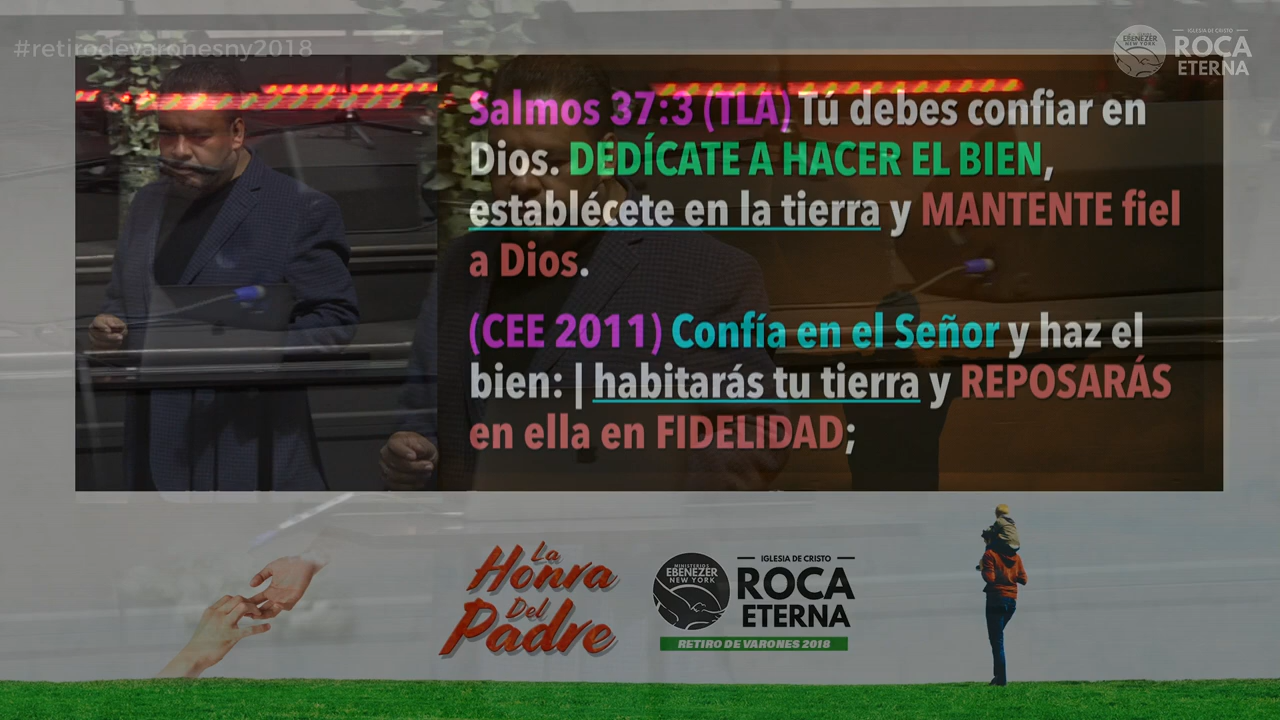 #retirodevaronesny2018
IGLESIA DE CRISTO
EBENEZER
NEW YORK
ROCA
ETERNA
Salmos 37:3 (TLA) Tú debes confiar en
Dios. DEDÍCATE A HACER EL BIEN,
establécete en la tierra y MANTENTE fiel
a Dios.
(CEE 2011) Confía en el Señor y haz el
bien: | habitarás tu tierra y REPOSARÁS
en ella en FIDELIDAD;
La
Honra
Del
Padre
MINISTERIOS
EBENEZER
NEW YORK
IGLESIA DE CRISTO
ROCA
ETERNA
RETIRO DE VARONES 2018